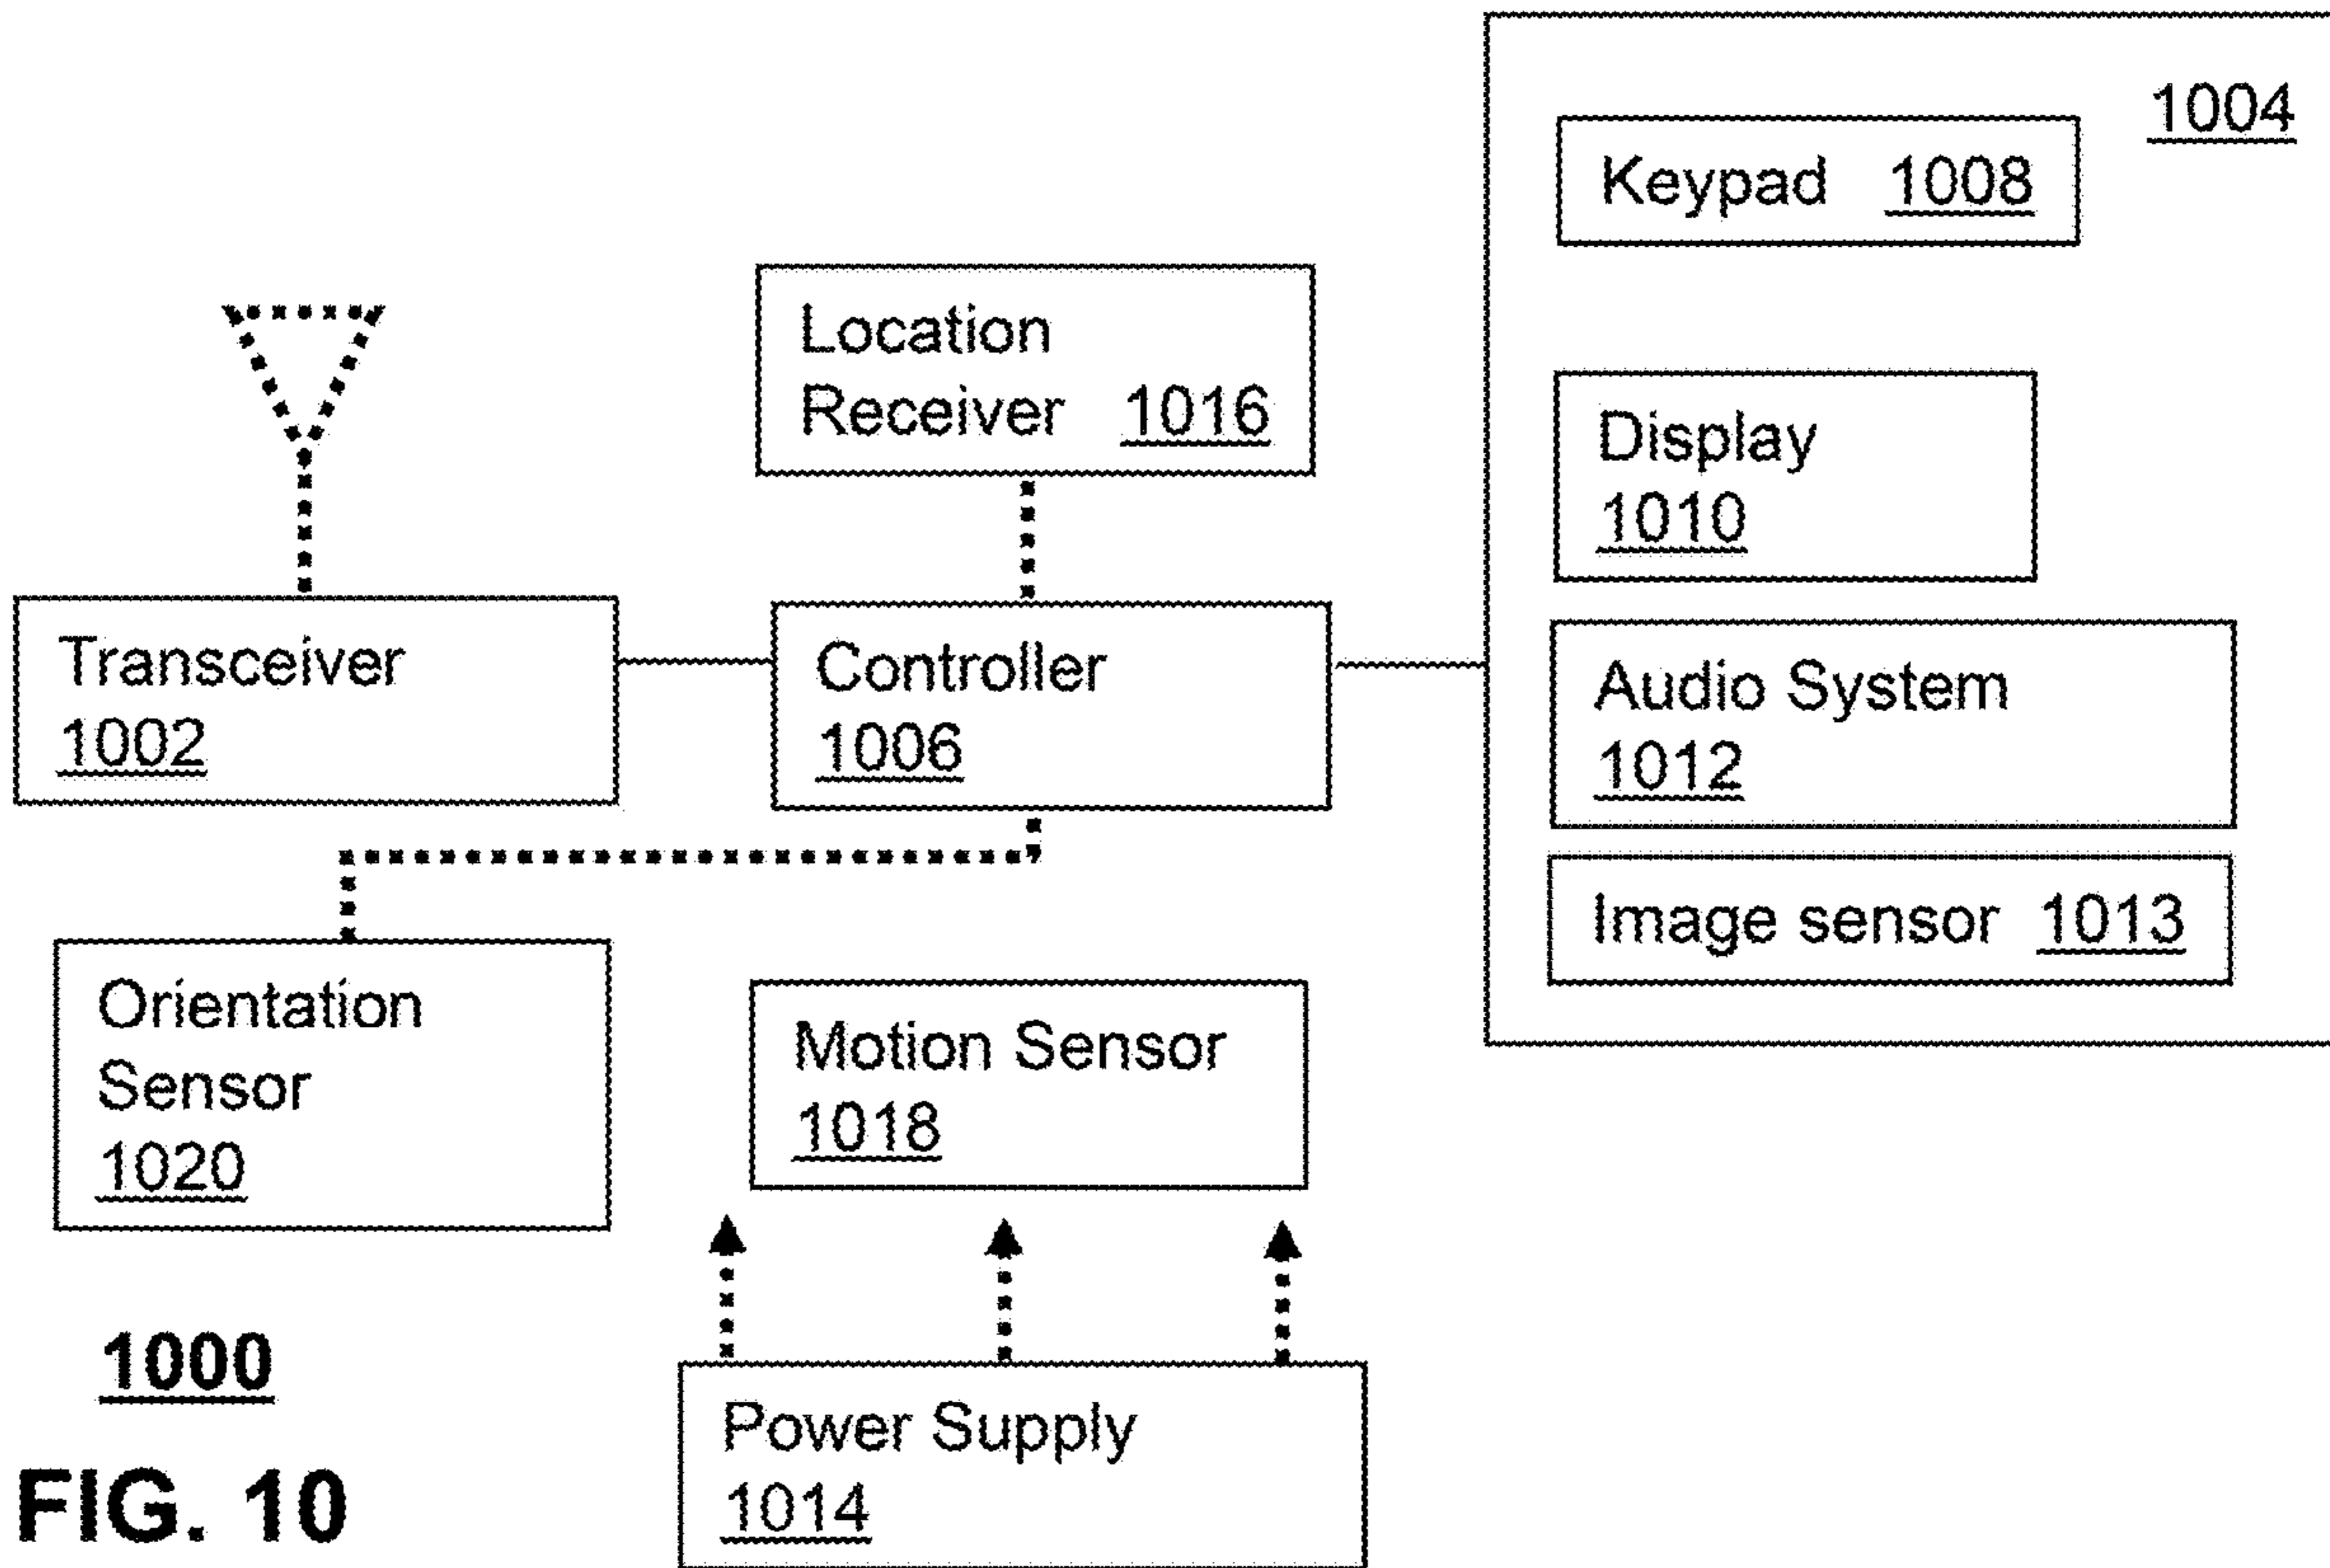 1004
Keypad 1008
Location
Receiver 1016
Display
1010
Transceiver
1002
Controller
1006
Audio System
1012
Image sensor 1013
Orientation
Sensor
1020
Motion Sensor
1018
1000
Power Supply
1014
FIG. 10